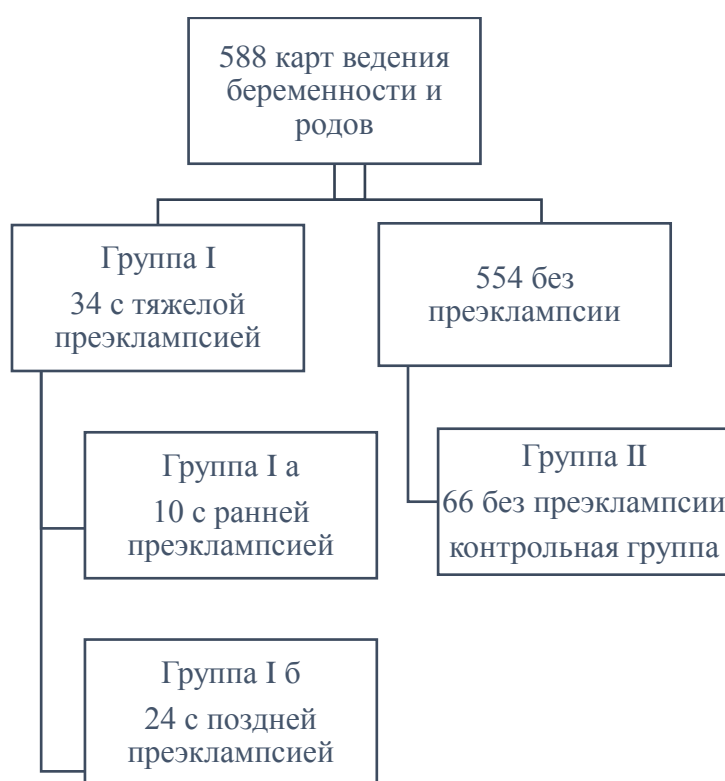 588 карт ведения
беременности и
родов
Группа I
34 с тяжелой
преэклампсией
554 без
преэклампсии
Группа I а
10 с ранней
преэклампсией
Группа II
66 без преэклампсии
контрольная группа
Группа I б
24 с поздней
преэклампсией